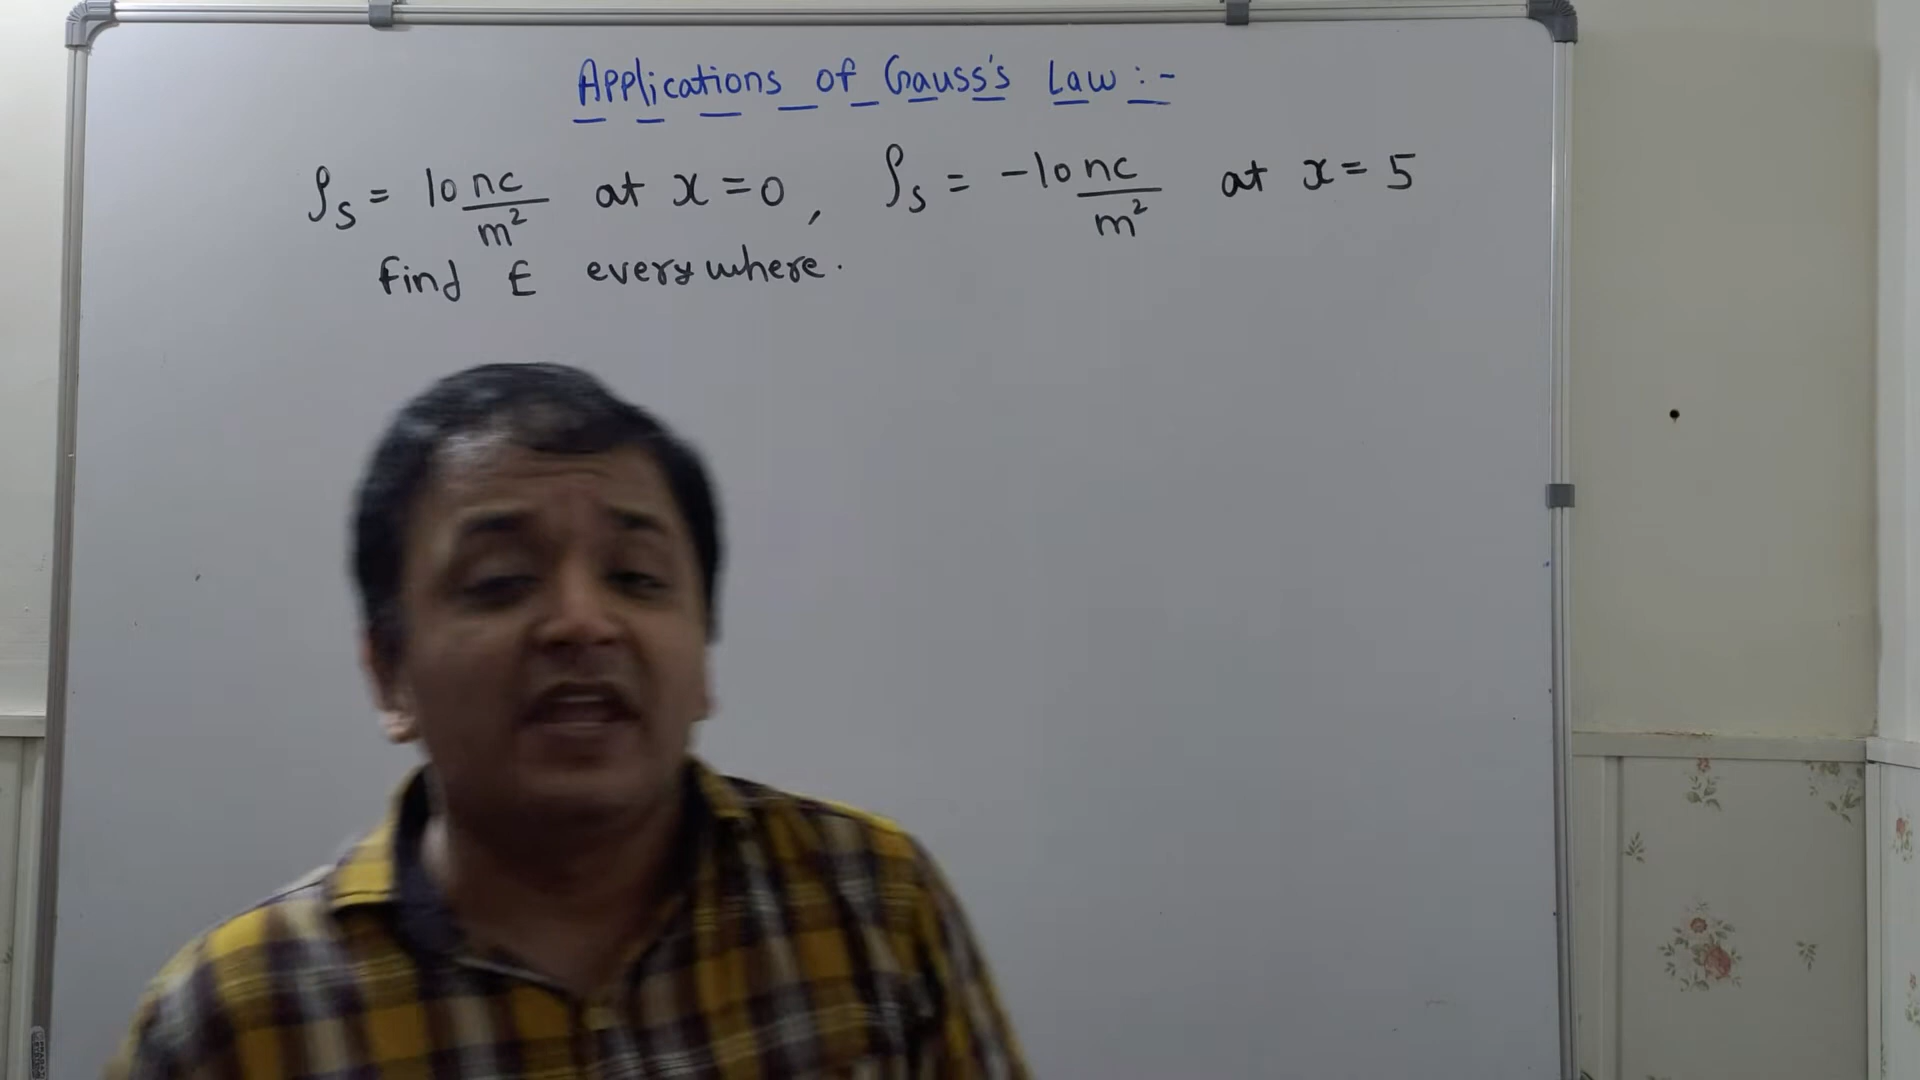 Applications of Gauss's Law :-
ρs = 10 nc/m² at x = 0 , ρs = -10 nc/m² at x = 5
find E everywhere.